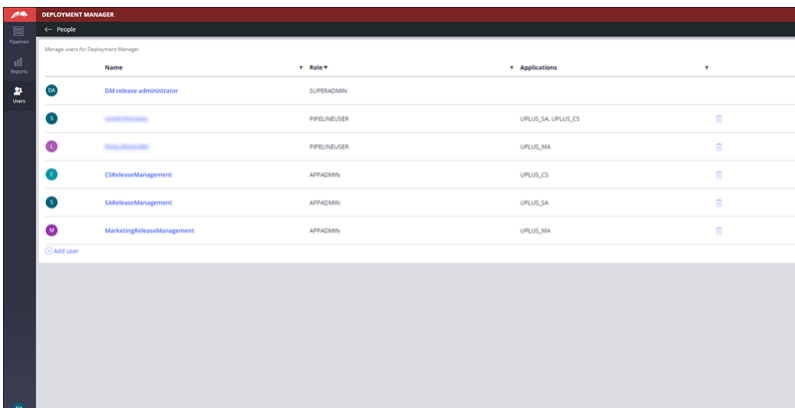 DEPLOYMENT MANAGER
← People
Pipelines
Reports
Users
Manage users for Deployment Manager
Name Role Applications
DA DM release administrator SUPERADMIN
S PIPELINEUSER UPLUS_SA, UPLUS_CS
PIPELINEUSER UPLUS_MA
C CSReleaseManagement APPADMIN UPLUS_CS
S SAReleaseManagement APPADMIN UPLUS_SA
M MarketingReleaseManagement APPADMIN UPLUS_MA
Add user
DA